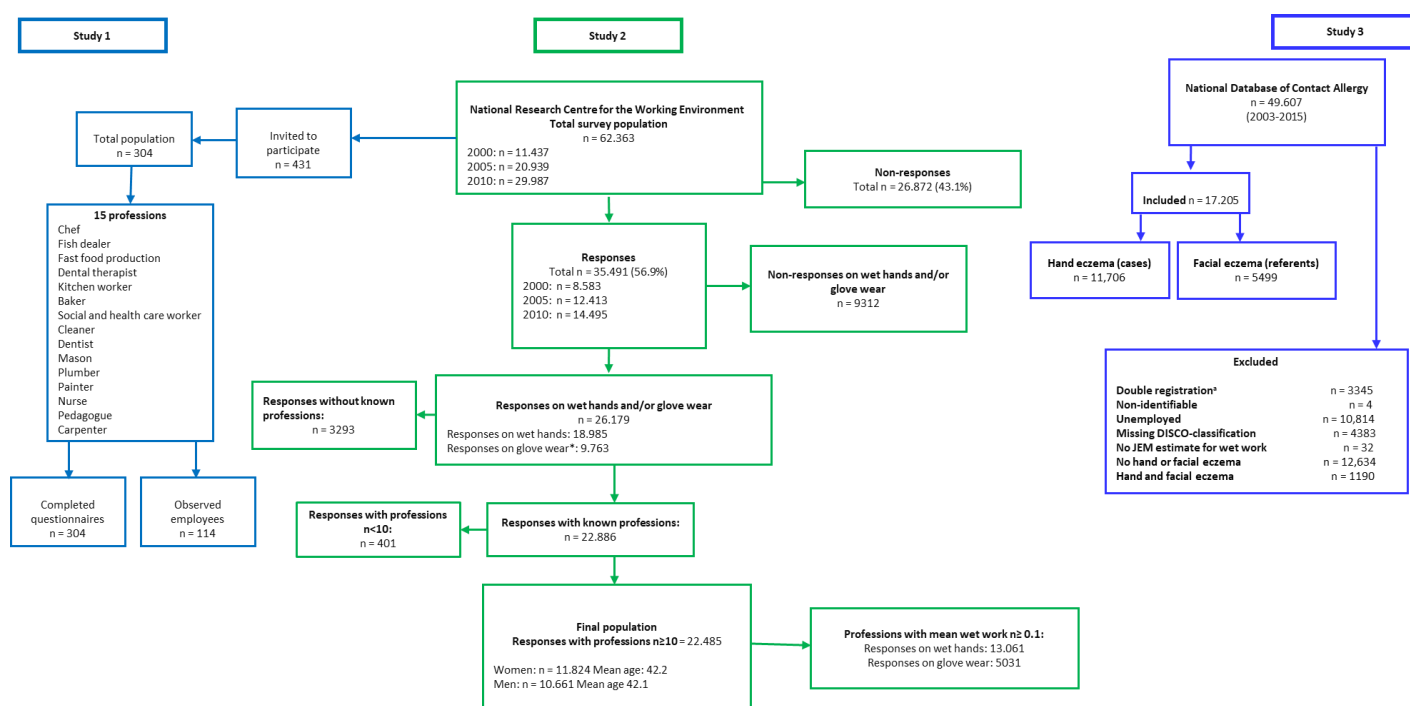 Study 1
Study 2
Study 3
Total population
n = 304
Invited to
participate
n = 431
15 professions
Chef
Fish dealer
Fast food production
Dental therapist
Kitchen worker
Baker
Social and health care worker
Cleaner
Dentist
Mason
Plumber
Painter
Nurse
Pedagogue
Carpenter
Completed
questionnaires
n = 304
Observed
employees
n = 114
National Research Centre for the Working Environment
Total survey population
n = 62.363
2000: n = 11.437
2005: n = 20.939
2010: n = 29.987
Non-responses
Total n = 26.872 (43.1%)
Responses
Total n = 35.491 (56.9%)
2000: n = 8.583
2005: n = 12.413
2010: n = 14.495
Non-responses on wet hands and/or
glove wear
n = 9312
Responses on wet hands and/or glove wear
n = 26.179
Responses on wet hands: 18.985
Responses on glove wear*: 9.763
Responses without known
professions:
n = 3293
Responses with known professions:
n = 22.886
Responses with professions
n<10:
n = 401
Final population
Responses with professions n≥10 = 22.485
Women: n = 11.824 Mean age: 42.2
Men: n = 10.661 Mean age 42.1
Professions with mean wet work n≥ 0.1:
Responses on wet hands: 13.061
Responses on glove wear: 5031
National Database of Contact Allergy
n = 49.607
(2003-2015)
Included n = 17.205
Hand eczema (cases)
n = 11,706
Facial eczema (referents)
n = 5499
Excluded
Double registrationᵃ n = 3345
Non-identifiable n = 4
Unemployed n = 10,814
Missing DISCO-classification n = 4383
No JEM estimate for wet work n = 32
No hand or facial eczema n = 12,634
Hand and facial eczema n = 1190